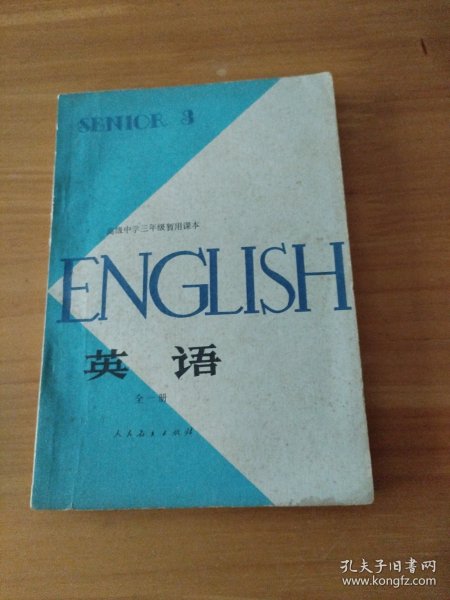 SENIOR 3
高级中学三年级暂用课本
ENGLISH
英语
全一册
人民教育出版社
孔夫子旧书网
www.kongfz.com